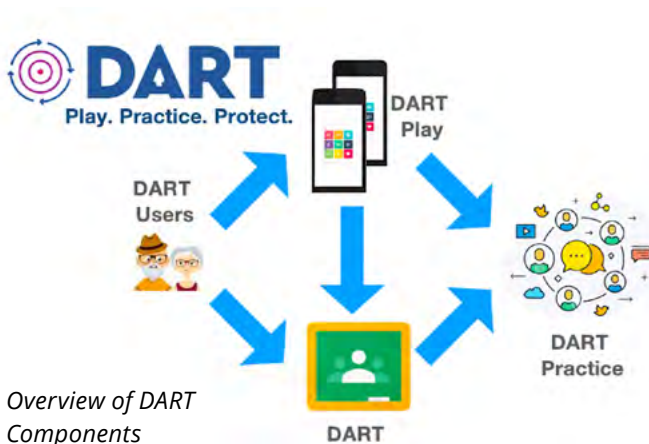 DART
Play. Practice. Protect.
DART
Play
DART
Users
DART
Practice
Overview of DART
Components
DART